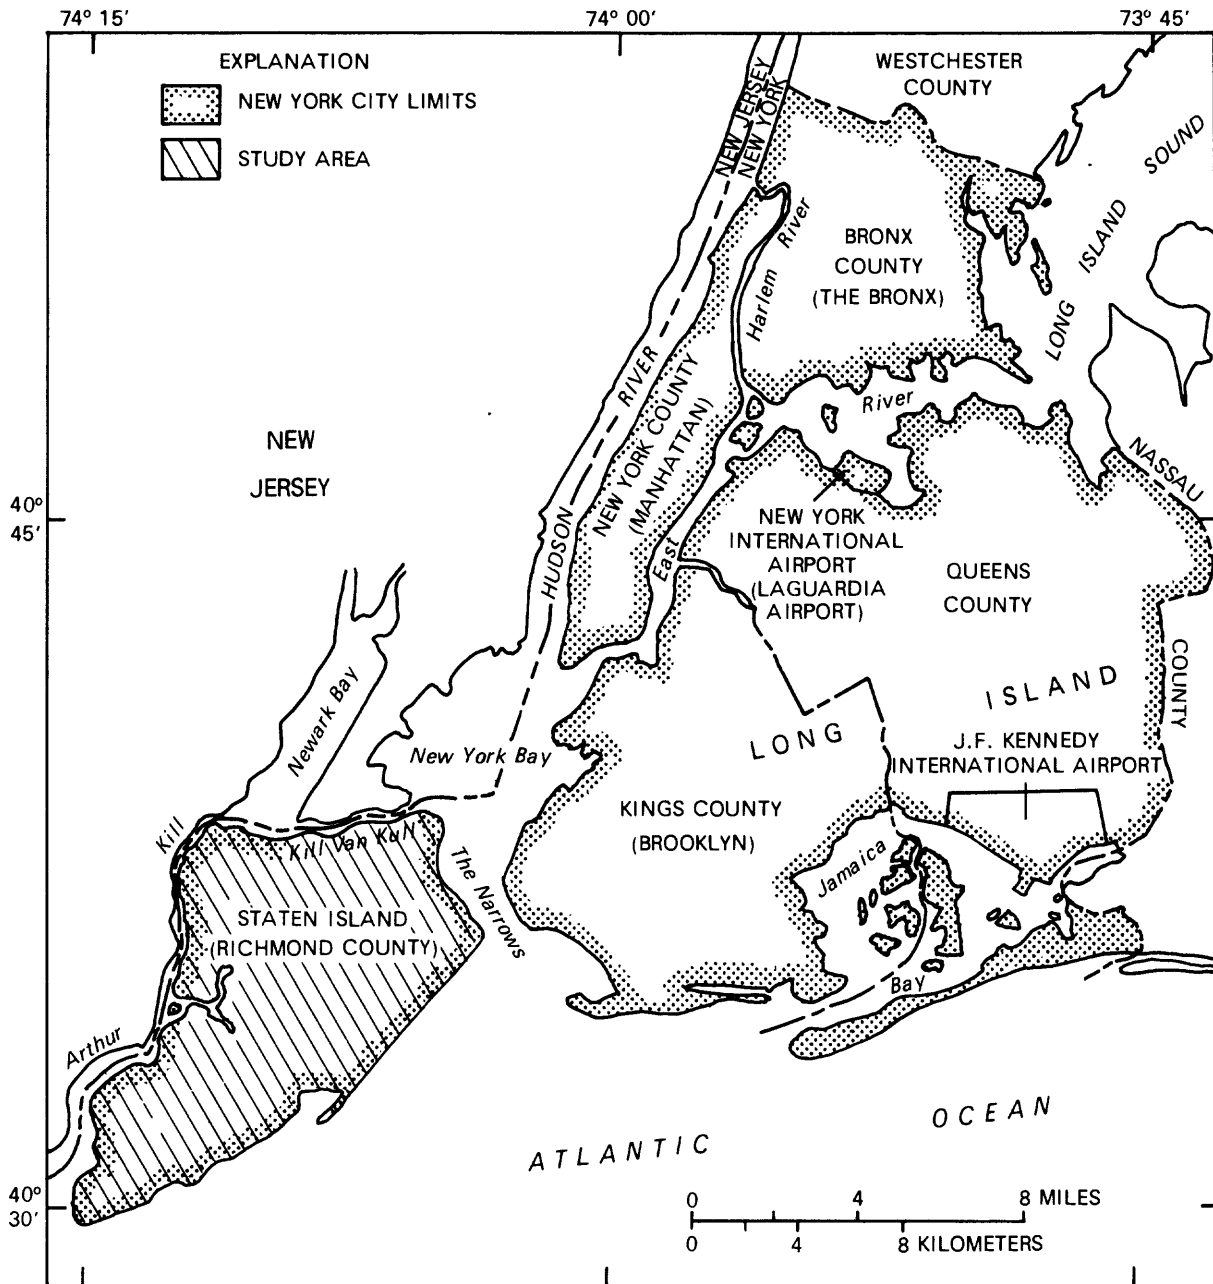 74° 15′
74° 00′
73° 45′
EXPLANATION
NEW YORK CITY LIMITS
STUDY AREA
NEW JERSEY
NEW YORK
WESTCHESTER
COUNTY
LONG ISLAND SOUND
Harlem River
BRONX
COUNTY
(THE BRONX)
HUDSON RIVER
NEW YORK COUNTY
(MANHATTAN)
East River
NEW
JERSEY
NASSAU COUNTY
40°
45′
NEW YORK
INTERNATIONAL
AIRPORT
(LAGUARDIA
AIRPORT)
QUEENS
COUNTY
LONG ISLAND
Newark Bay
New York Bay
J.F. KENNEDY
INTERNATIONAL AIRPORT
KINGS COUNTY
(BROOKLYN)
Kill Van Kull
The Narrows
Jamaica Bay
STATEN ISLAND
(RICHMOND COUNTY)
Arthur Kill
ATLANTIC OCEAN
40°
30′
0 4 8 MILES
0 4 8 KILOMETERS